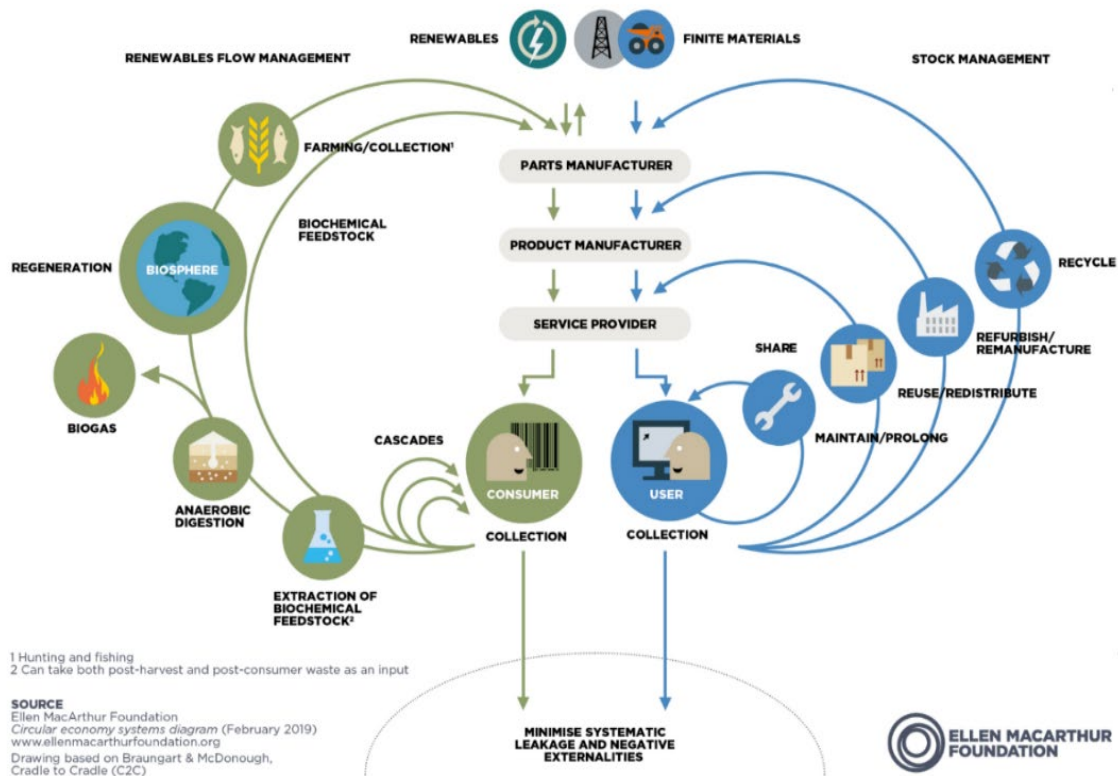 RENEWABLES
FINITE MATERIALS
RENEWABLES FLOW MANAGEMENT
STOCK MANAGEMENT
FARMING/COLLECTION¹
PARTS MANUFACTURER
BIOCHEMICAL
FEEDSTOCK
PRODUCT MANUFACTURER
REGENERATION
BIOSPHERE
RECYCLE
SERVICE PROVIDER
SHARE
REFURBISH/
REMANUFACTURE
REUSE/REDISTRIBUTE
BIOGAS
CASCADES
MAINTAIN/PROLONG
CONSUMER
USER
ANAEROBIC
DIGESTION
COLLECTION
COLLECTION
EXTRACTION OF
BIOCHEMICAL
FEEDSTOCK²
1 Hunting and fishing
2 Can take both post-harvest and post-consumer waste as an input
SOURCE
Ellen MacArthur Foundation
Circular economy systems diagram (February 2019)
www.ellenmacarthurfoundation.org
Drawing based on Braungart & McDonough,
Cradle to Cradle (C2C)
MINIMISE SYSTEMATIC
LEAKAGE AND NEGATIVE
EXTERNALITIES
ELLEN MACARTHUR
FOUNDATION